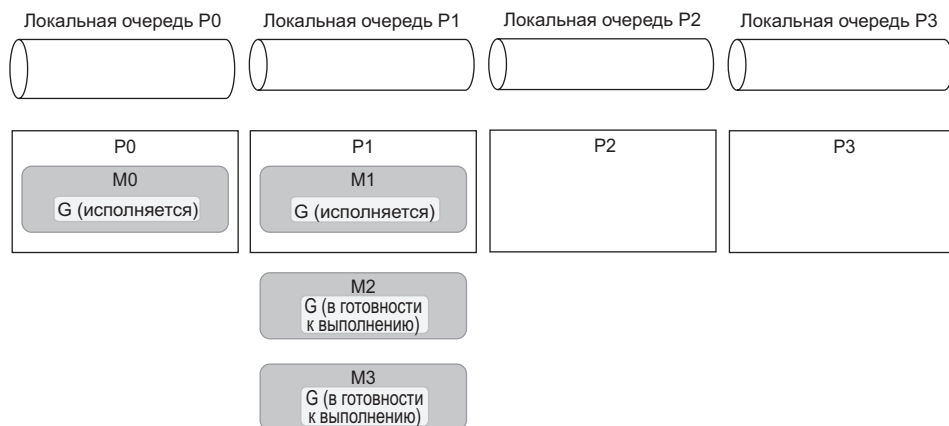 Локальная очередь P0 Локальная очередь P1 Локальная очередь P2 Локальная очередь P3
P0 P1 P2 P3
M0 M1
G (исполняется) G (исполняется)
M2
G (в готовности
к выполнению)
M3
G (в готовности
к выполнению)